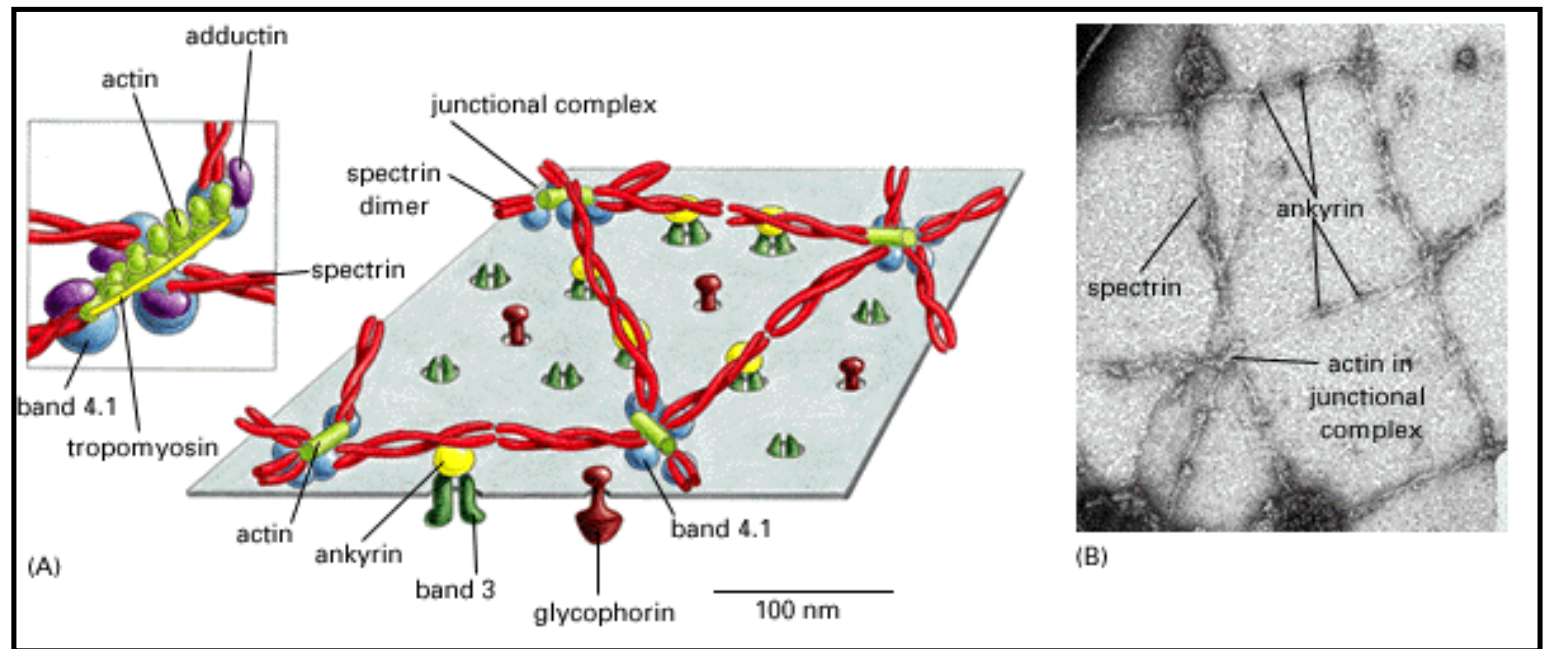 adductin
actin
junctional complex
spectrin
dimer
spectrin
band 4.1
tropomyosin
actin
ankyrin
band 3
glycophorin
band 4.1
100 nm
(A)
ankyrin
spectrin
actin in
junctional
complex
(B)